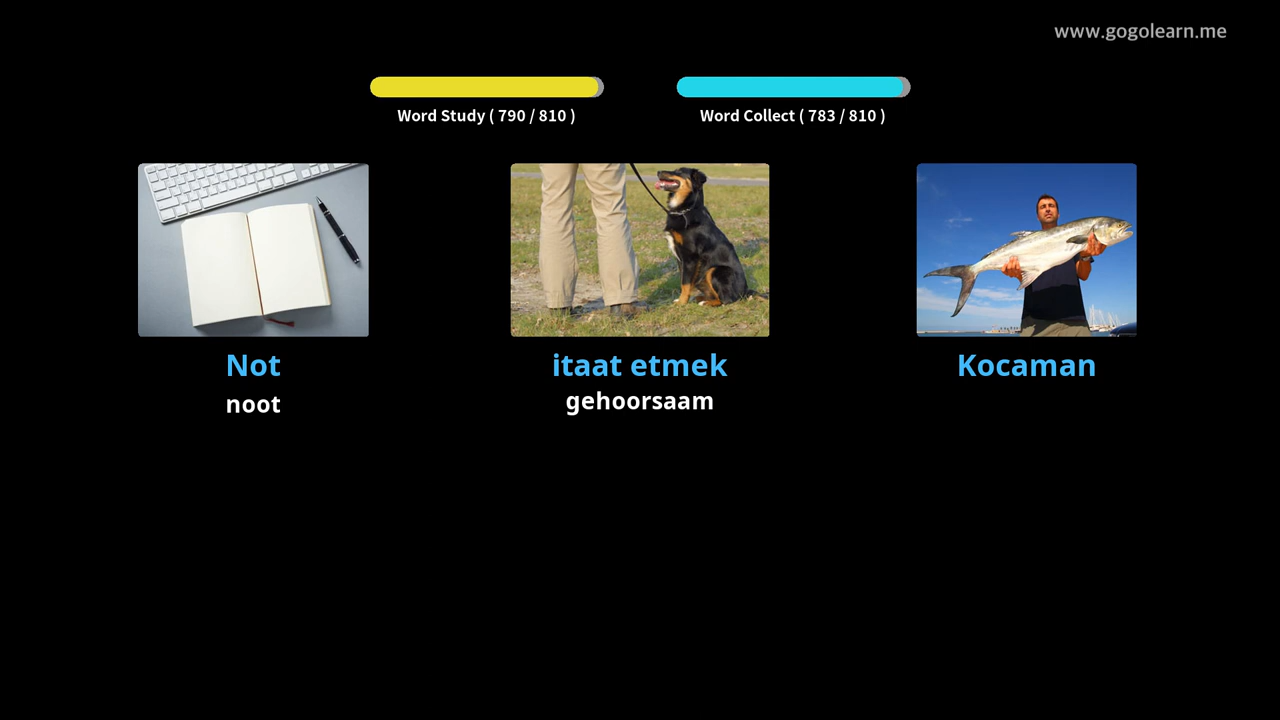 www.gogolearn.me
Word Study ( 790 / 810 )
Word Collect ( 783 / 810 )
Not
noot
itaat etmek
gehoorsaam
Kocaman